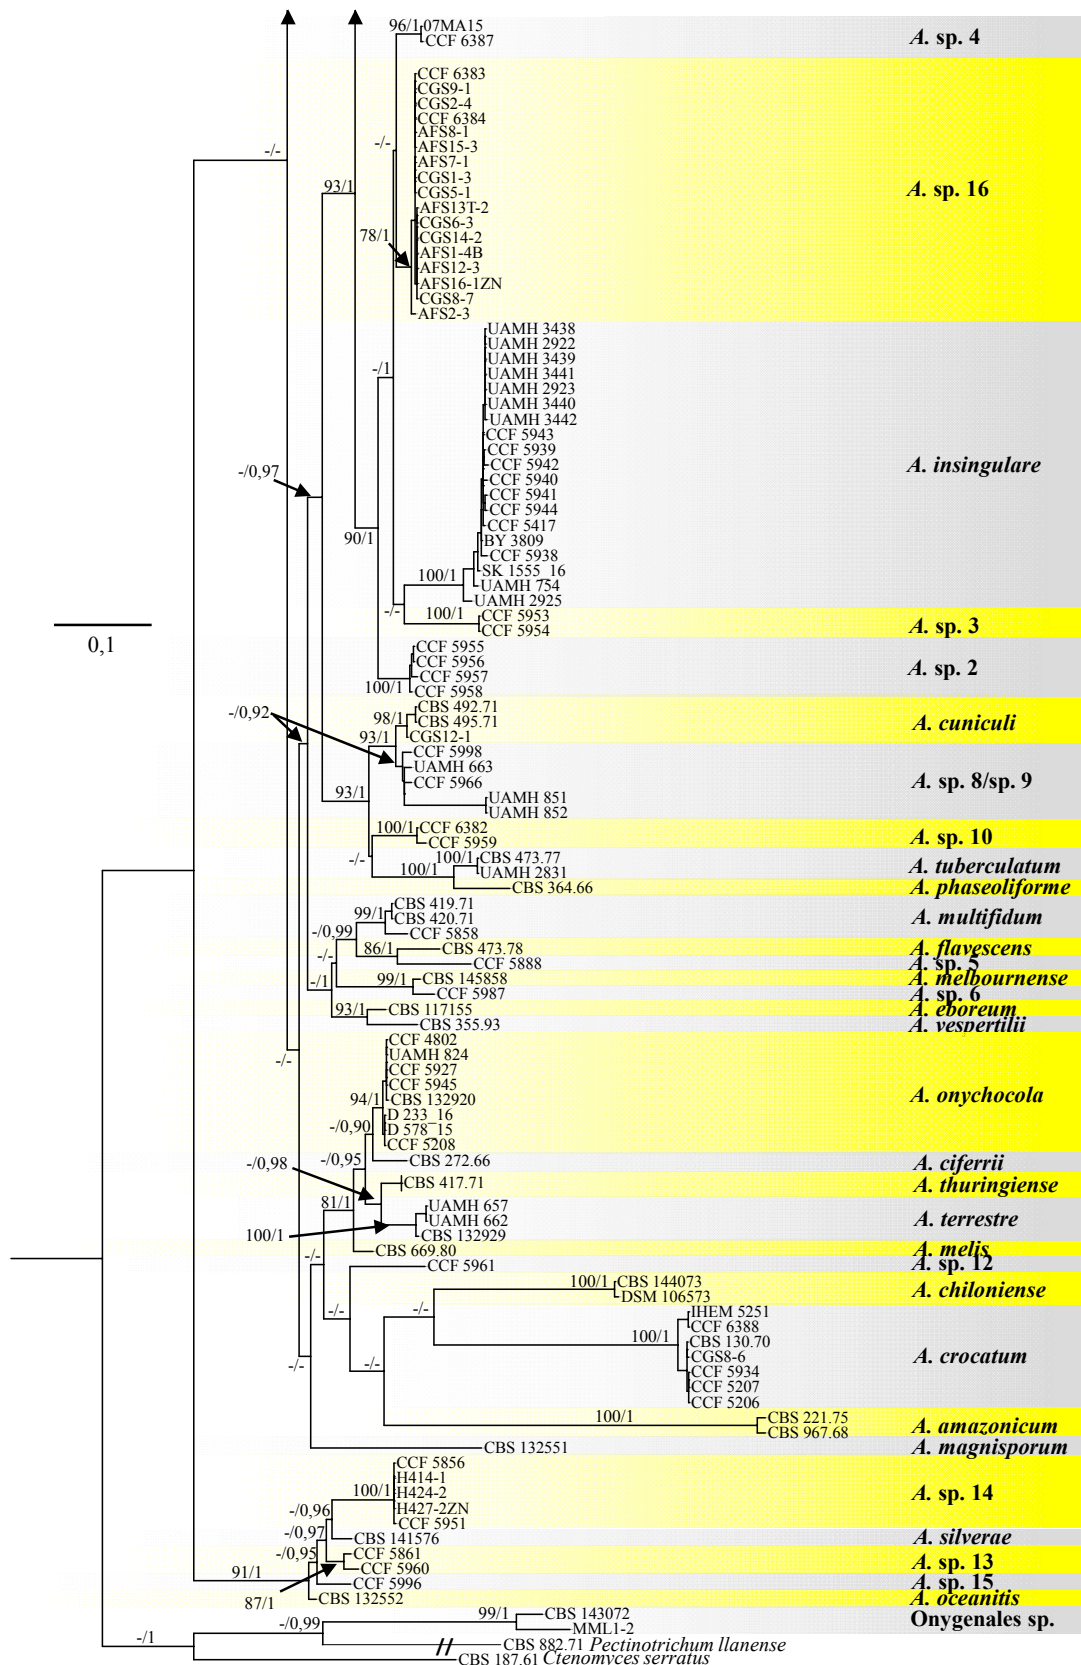 96/1 07MA15
CCF 6387
A. sp. 4
CCF 6383
CGS9-1
CGS2-4
CCF 6384
AFS8-1
-/-
-/-
AFS15-3
AFS7-1
CGS1-3
93/1
CGS5-1
A. sp. 16
AFS13T-2
CGS6-3
78/1
CGS14-2
AFS1-4B
AFS12-3
AFS16-1ZN
CGS8-7
AFS2-3
UAMH 3438
UAMH 2922
UAMH 3439
-/1
UAMH 3441
UAMH 2923
UAMH 3440
UAMH 3442
CCF 5943
CCF 5939
CCF 5942
A. insingulare
-/0,97
CCF 5940
CCF 5941
CCF 5944
CCF 5417
90/1
BY 3809
CCF 5938
SK 1555_16
100/1
UAMH 754
UAMH 2925
-/-
100/1
CCF 5953
CCF 5954
A. sp. 3
0,1
CCF 5955
CCF 5956
A. sp. 2
CCF 5957
100/1
CCF 5958
-/0,92
CBS 492.71
98/1
CBS 495.71
A. cuniculi
93/1
CGS12-1
CCF 5998
UAMH 663
CCF 5966
A. sp. 8/sp. 9
93/1
UAMH 851
UAMH 852
100/1
CCF 6382
CCF 5959
A. sp. 10
-/-
100/1
CBS 473.77
100/1
UAMH 2831
A. tuberculatum
CBS 364.66
A. phaseoliforme
CBS 419.71
99/1
CBS 420.71
A. multifidum
-/0,99
CCF 5858
86/1
CBS 473.78
A. flavescens
-/-
CCF 5888
A. sp. 5
-/1
99/1
CBS 145858
A. melbournense
CCF 5987
A. sp. 6
93/1
CBS 117155
A. eboreum
CBS 355.93
A. vespertilii
CCF 4802
-/-
UAMH 824
CCF 5927
CCF 5945
94/1
CBS 132920
A. onychocola
D 233_16
-/0,90
D 578_15
CCF 5208
-/0,98
-/0,95
CBS 272.66
A. ciferrii
CBS 417.71
A. thuringiense
81/1
UAMH 657
UAMH 662
A. terrestre
100/1
CBS 132929
-/-
CBS 669.80
A. melis
CCF 5961
A. sp. 12
100/1
CBS 144073
DSM 106573
A. chiloniense
-/-
-/-
IHEM 5251
CCF 6388
100/1
CBS 130.70
-/-
-/-
CGS8-6
A. crocatum
CCF 5934
CCF 5207
CCF 5206
100/1
CBS 221.75
CBS 967.68
A. amazonicum
CBS 132551
A. magnisporum
CCF 5856
H414-1
100/1
H424-2
A. sp. 14
-/0,96
H427-2ZN
CCF 5951
-/0,97
CBS 141576
A. silverae
-/0,95
CCF 5861
CCF 5960
A. sp. 13
91/1
CCF 5996
A. sp. 15
87/1
CBS 132552
A. oceanitis
99/1
CBS 143072
Onygenales sp.
-/0,99
MML1-2
-/1
CBS 882.71 Pectinotrichum llanense
CBS 187.61 Ctenomyces serratus